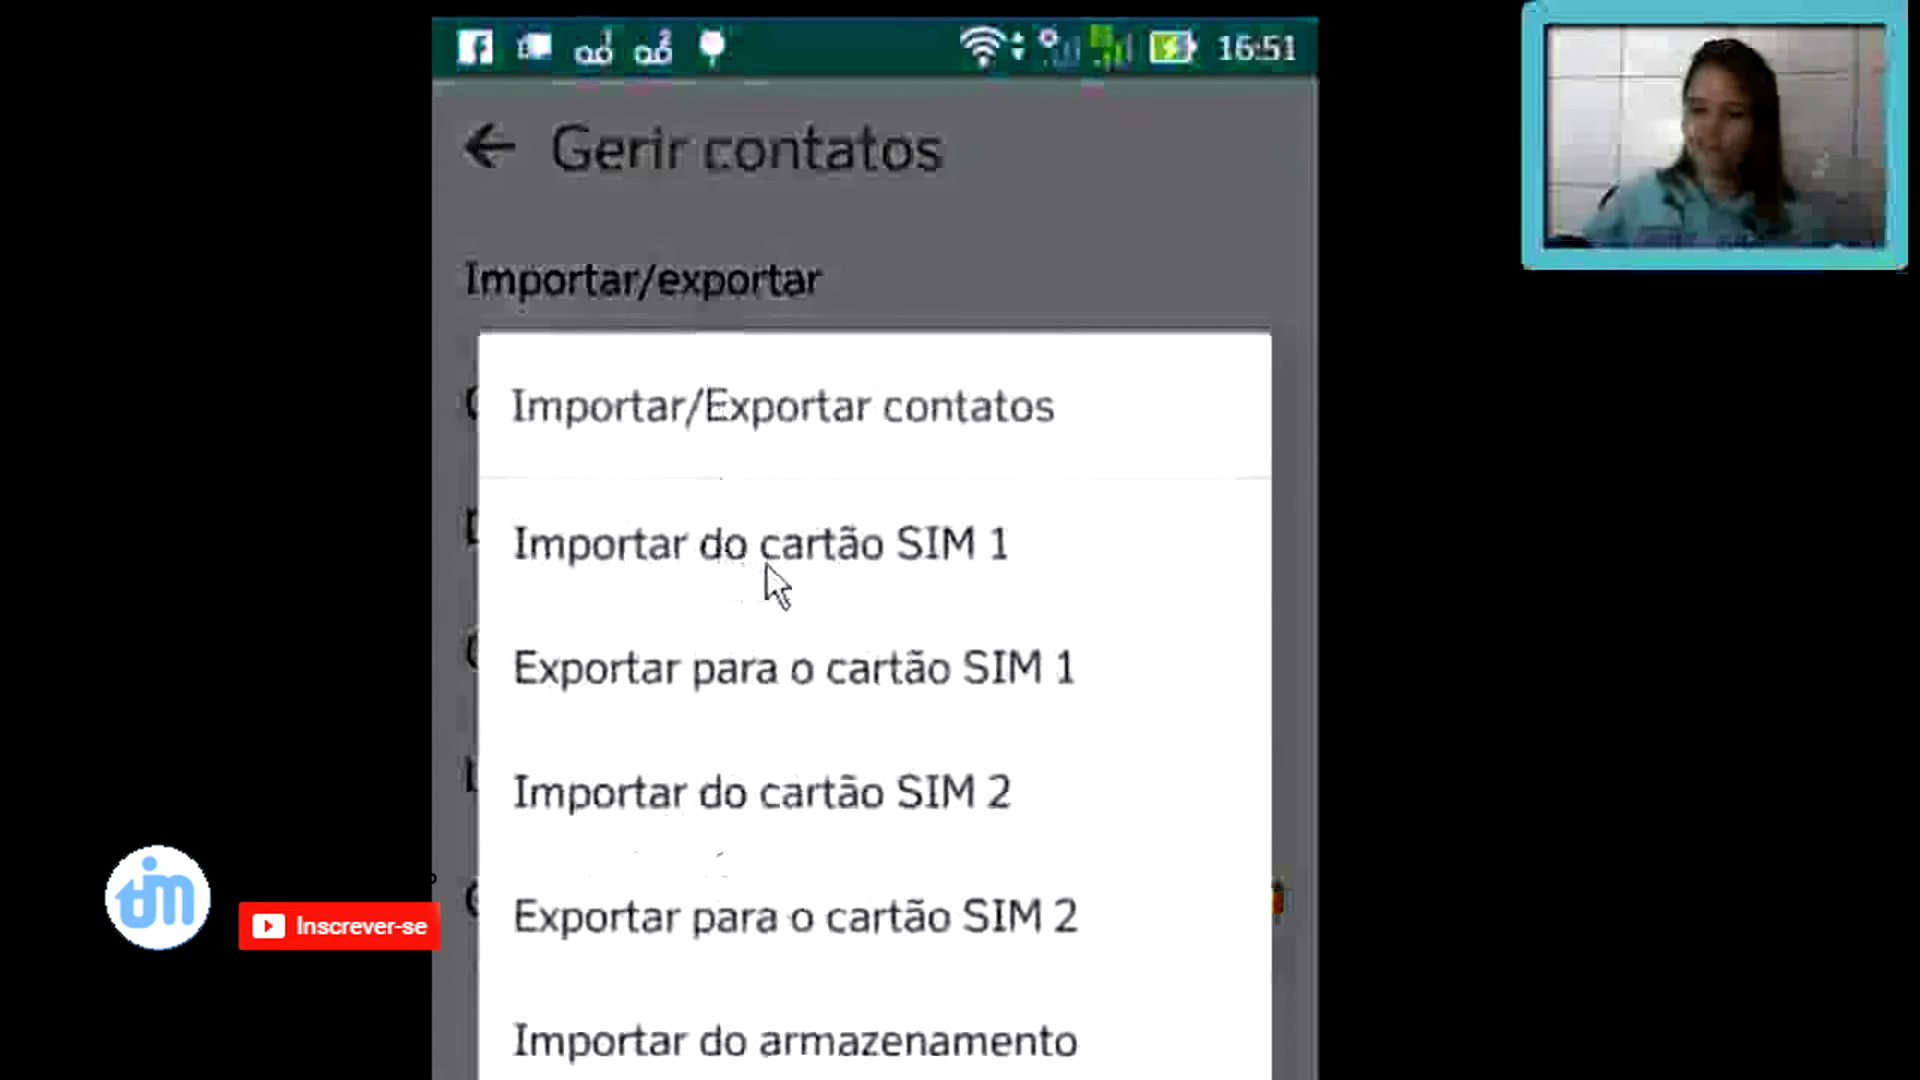 16:51
Gerir contatos
Importar/exportar
Importar/Exportar contatos
Importar do cartão SIM 1
Exportar para o cartão SIM 1
Importar do cartão SIM 2
Exportar para o cartão SIM 2
Importar do armazenamento
Inscrever-se